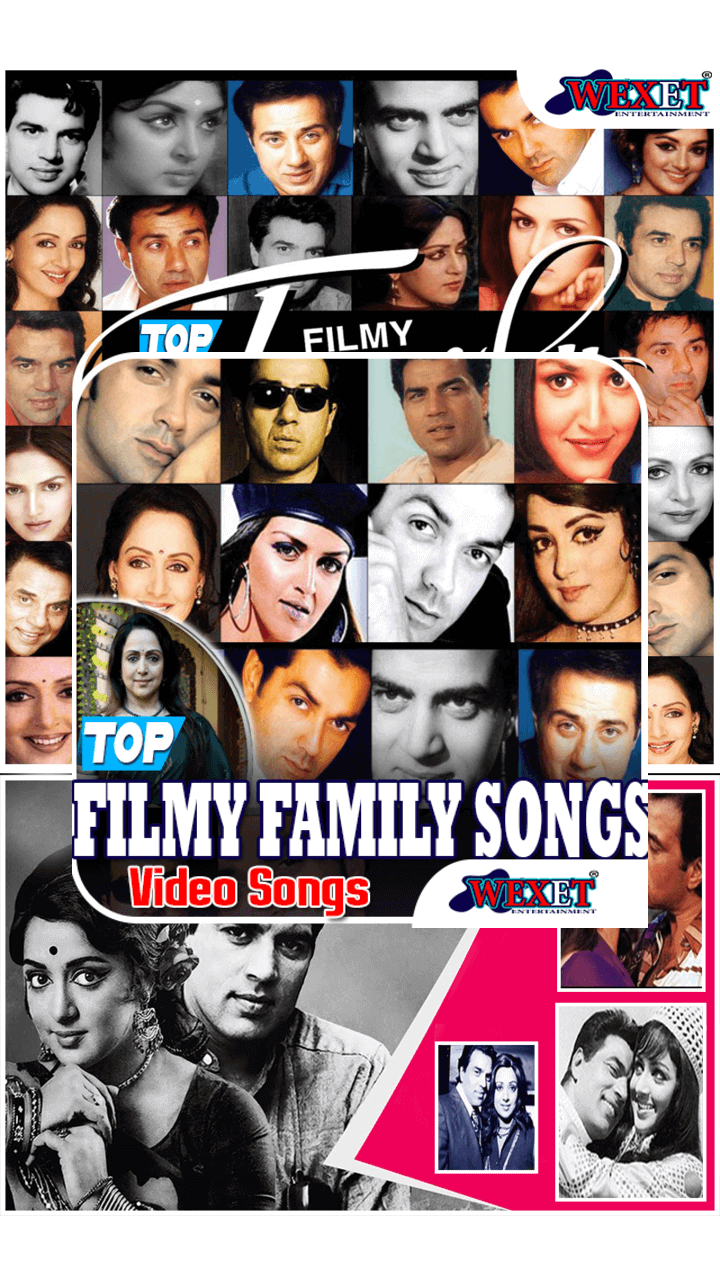 WEXET®
ENTERTAINMENT
TOP
FILMY
TOP
FILMY FAMILY SONGS
Video Songs
WEXET®
ENTERTAINMENT